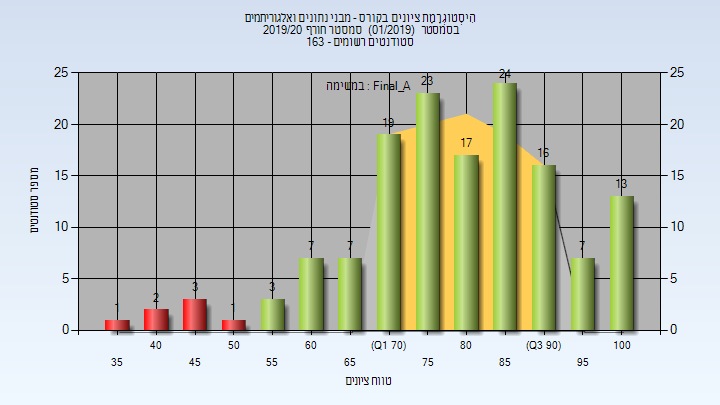 היסטוגרמת ציונים בקורס - מבני נתונים ואלגוריתמים
בסמסטר (01/2019) סמסטר חורף 2019/20
סטודנטים רשומים - 163
במשימה : Final_A
25 25
20 20
15 15
10 10
5 5
0 0
מספר סטודנטים
1 2 3 1 3 7 7 19 23 17 24 16 7 13
40 50 60 (Q1 70) 80 (Q3 90) 100
35 45 55 65 75 85 95
טווח ציונים